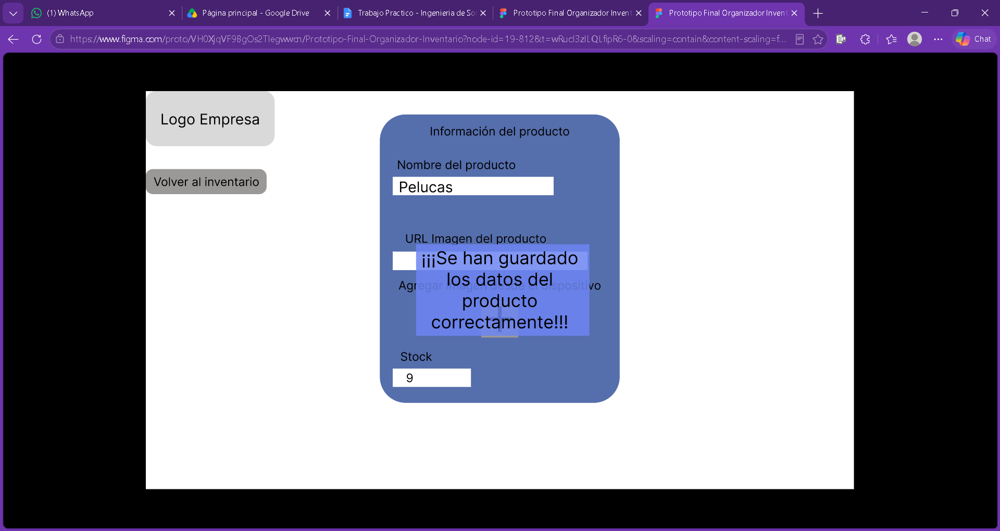 (1) WhatsApp
Página principal - Google Drive
Trabajo Practico - Ingenieria de So
Prototipo Final Organizador Invent
Prototipo Final Organizador Invent
https://www.figma.com/proto/VH0XjqVF9BgOs2TIegwwcn/Prototipo-Final-Organizador-Inventario?node-id=19-812&t=wRucI3zILQLfipR6-0&scaling=contain&content-scaling=f...
Chat
Logo Empresa
Volver al inventario
Información del producto
Nombre del producto
Pelucas
URL Imagen del producto
¡¡¡Se han guardado
los datos del
producto
correctamente!!!
Agregar imagen desde el dispositivo
+
Stock
9